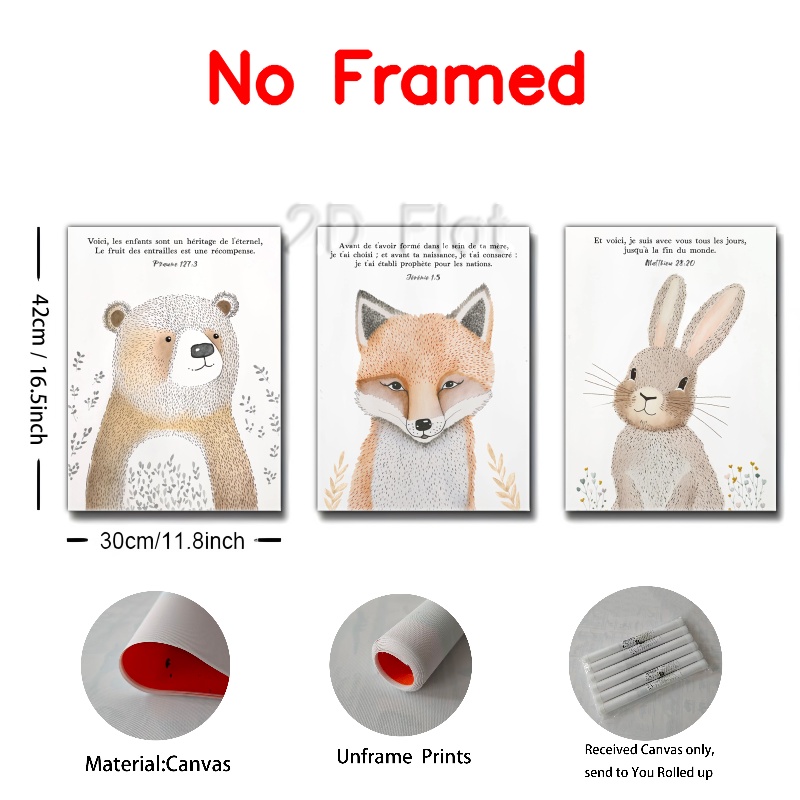 No Framed
2D Flat
Voici, les enfants sont un héritage de l'éternel,
Le fruit des entrailles est une récompense.
Psaume 127:3
Avant de t'avoir formé dans le sein de ta mère,
je t'ai choisi ; et avant ta naissance, je t'ai consacré :
je t'ai établi prophète pour les nations.
Jérémie 1:5
Et voici, je suis avec vous tous les jours,
jusqu'à la fin du monde.
Matthieu 28:20
42cm / 16.5inch
30cm/11.8inch
Material:Canvas
Unframe Prints
Received Canvas only,
send to You Rolled up